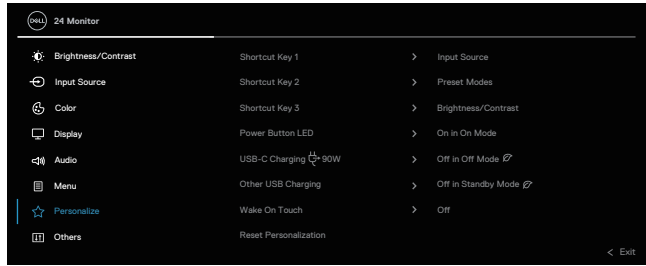 DELL 24 Monitor
Brightness/Contrast Shortcut Key 1 > Input Source
Input Source Shortcut Key 2 > Preset Modes
Color Shortcut Key 3 > Brightness/Contrast
Display Power Button LED > On in On Mode
Audio USB-C Charging 90W > Off in Off Mode
Menu Other USB Charging > Off in Standby Mode
Personalize Wake On Touch > Off
Others Reset Personalization
< Exit